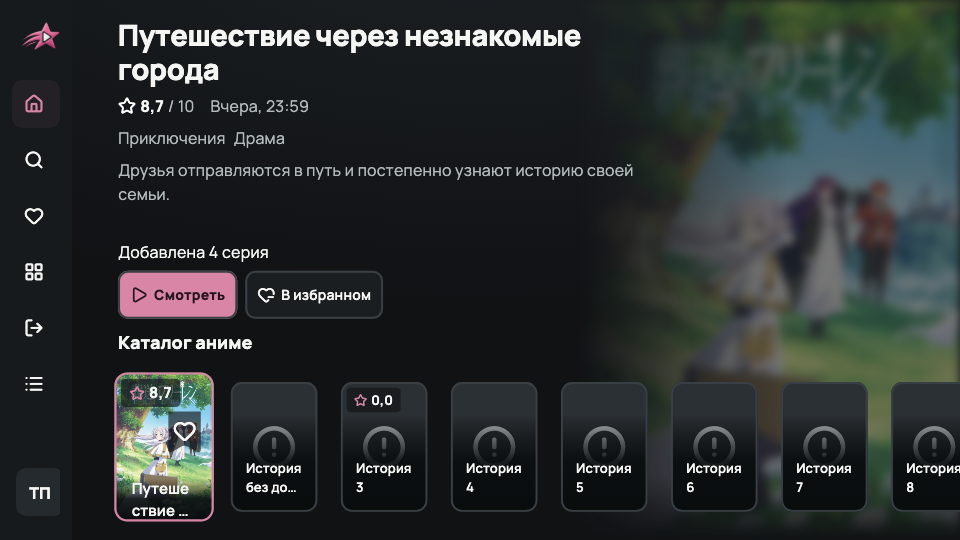 Путешествие через незнакомые
города
8,7 / 10 Вчера, 23:59
Приключения Драма
Друзья отправляются в путь и постепенно узнают историю своей
семьи.
Добавлена 4 серия
Смотреть
В избранном
Каталог аниме
8,7
Путеше
ствие ...
История
без до...
0,0
История
3
История
4
История
5
История
6
История
7
История
8
ТП